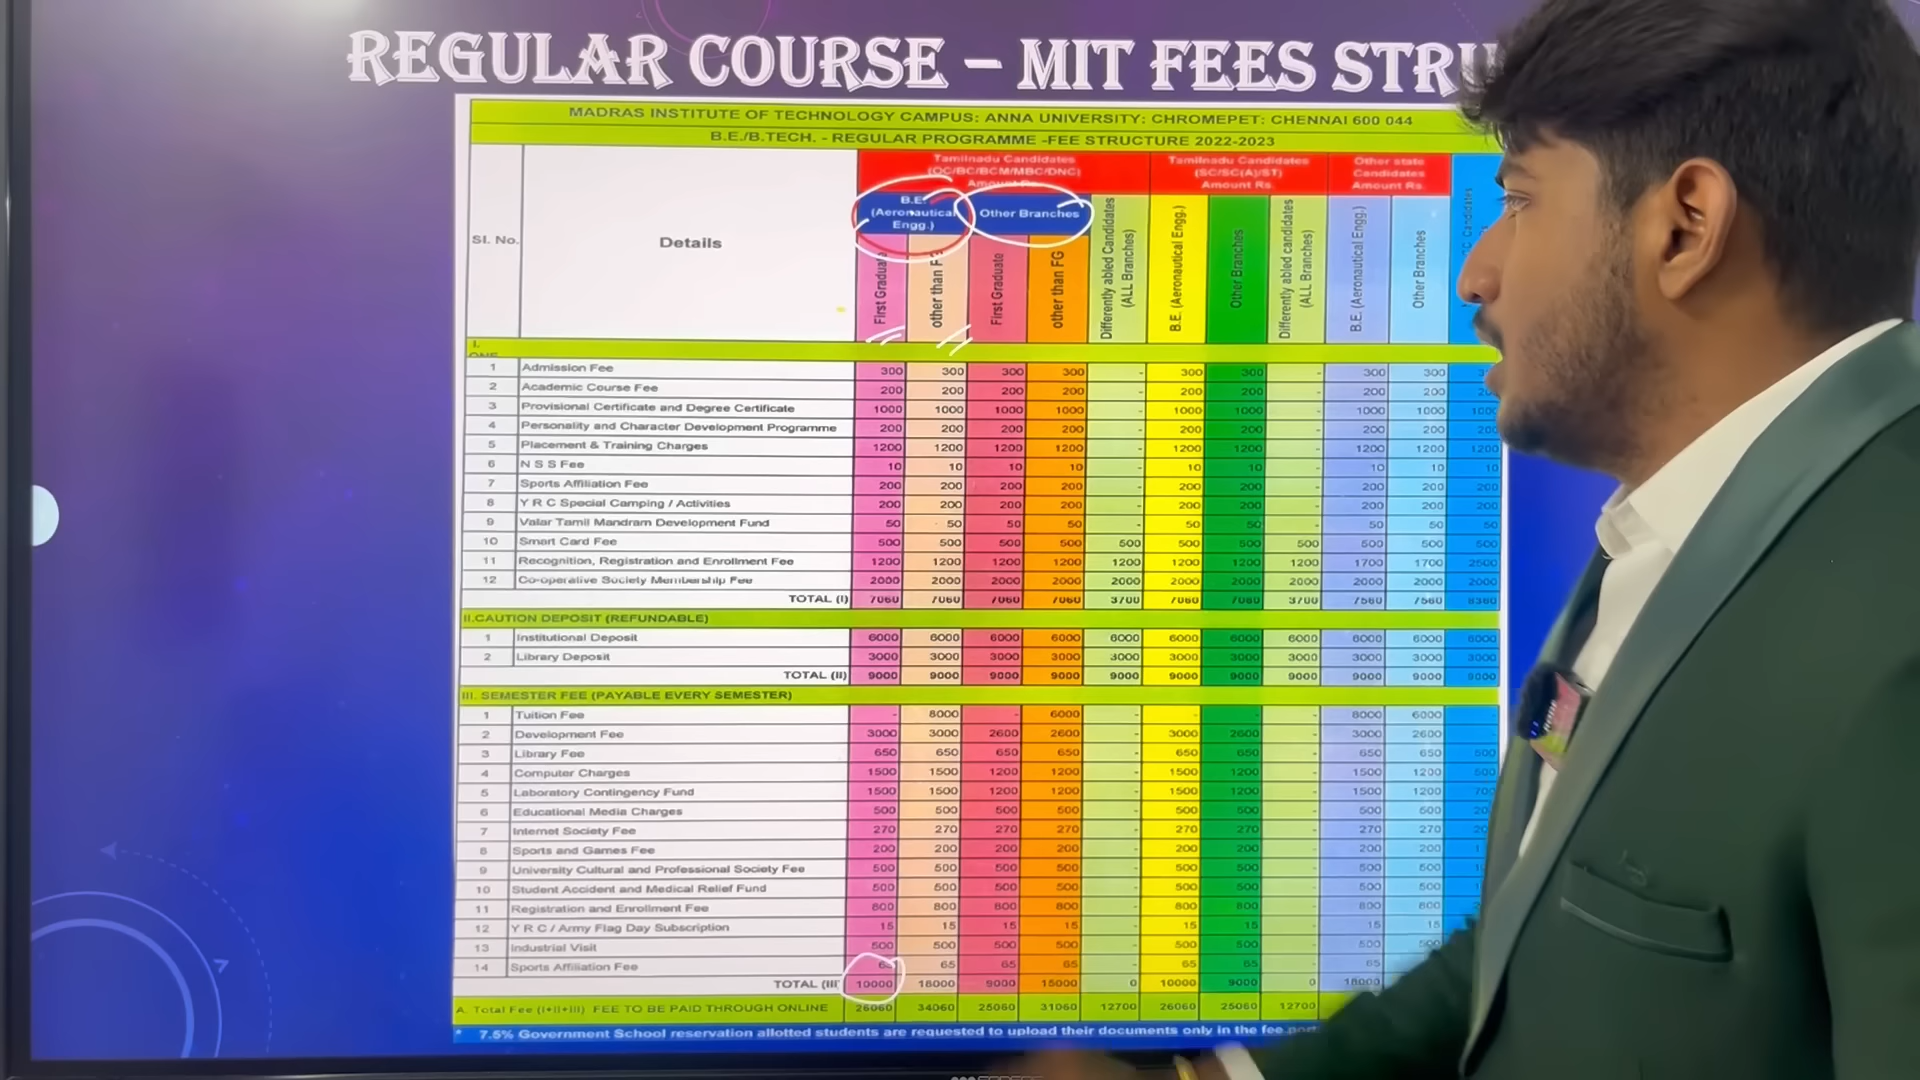 REGULAR COURSE – MIT FEES STRU
MADRAS INSTITUTE OF TECHNOLOGY CAMPUS: ANNA UNIVERSITY: CHROMEPET: CHENNAI 600 044
B.E./B.TECH. - REGULAR PROGRAMME -FEE STRUCTURE 2022-2023
Sl. No.
Details
Tamilnadu Candidates
(OC/BC/BCM/MBC/DNC)
Amount Rs.
Tamilnadu Candidates
(SC/SC(A)/ST)
Amount Rs.
Other state
Candidates
Amount Rs.
Candidates
B.E.
(Aeronautical
Engg.)
Other Branches
First Graduate
other than FG
First Graduate
other than FG
Differently abled Candidates
(ALL Branches)
B.E. (Aeronautical Engg.)
Other Branches
Differently abled candidates
(ALL Branches)
B.E. (Aeronautical Engg.)
Other Branches
I.
1 Admission Fee 300 300 300 300 - 300 300 - 300 300
2 Academic Course Fee 200 200 200 200 - 200 200 - 200 200
3 Provisional Certificate and Degree Certificate 1000 1000 1000 1000 - 1000 1000 - 1000 1000 1000
4 Personality and Character Development Programme 200 200 200 200 - 200 200 - 200 200 200
5 Placement & Training Charges 1200 1200 1200 1200 - 1200 1200 - 1200 1200 1200
6 N S S Fee 10 10 10 10 - 10 10 - 10 10 10
7 Sports Affiliation Fee 200 200 200 200 - 200 200 - 200 200 200
8 Y R C Special Camping / Activities 200 200 200 200 - 200 200 - 200 200 200
9 Valar Tamil Mandram Development Fund 50 50 50 50 - 50 50 - 50 50 50
10 Smart Card Fee 500 500 500 500 500 500 500 500 500 500 500
11 Recognition, Registration and Enrollment Fee 1200 1200 1200 1200 1200 1200 1200 1200 1700 1700 2500
12 Co-operative Society Membership Fee 2000 2000 2000 2000 2000 2000 2000 2000 2000 2000 2000
TOTAL (I) 7060 7060 7060 7060 3700 7060 7060 3700 7560 7560 8360
II.CAUTION DEPOSIT (REFUNDABLE)
1 Institutional Deposit 6000 6000 6000 6000 6000 6000 6000 6000 6000 6000 6000
2 Library Deposit 3000 3000 3000 3000 3000 3000 3000 3000 3000 3000 3000
TOTAL (II) 9000 9000 9000 9000 9000 9000 9000 9000 9000 9000 9000
III. SEMESTER FEE (PAYABLE EVERY SEMESTER)
1 Tuition Fee - 8000 - 6000 - - - - 8000 6000 -
2 Development Fee 3000 3000 2600 2600 - 3000 2600 - 3000 2600
3 Library Fee 650 650 650 650 - 650 650 - 650 650 500
4 Computer Charges 1500 1500 1200 1200 - 1500 1200 - 1500 1200 500
5 Laboratory Contingency Fund 1500 1500 1200 1200 - 1500 1200 - 1500 1200 700
6 Educational Media Charges 500 500 500 500 - 500 500 - 500 500
7 Internet Society Fee 270 270 270 270 - 270 270 - 270 270
8 Sports and Games Fee 200 200 200 200 - 200 200 - 200 200
9 University Cultural and Professional Society Fee 500 500 500 500 - 500 500 - 500 500
10 Student Accident and Medical Relief Fund 500 500 500 500 - 500 500 - 500 500
11 Registration and Enrollment Fee 800 800 800 800 - 800 800 - 800 800
12 Y R C / Army Flag Day Subscription 15 15 15 15 - 15 15 - 15 15
13 Industrial Visit 500 500 500 500 - 500 500 - 500 500
14 Sports Affiliation Fee 65 65 65 - 65 65 - 65
TOTAL (III) 10000 18000 9000 15000 0 10000 9000 0 18000
A. Total Fee (I+II+III) FEE TO BE PAID THROUGH ONLINE 26060 34060 25060 31060 12700 26060 25060 12700
* 7.5% Government School reservation allotted students are requested to upload their documents only in the fee